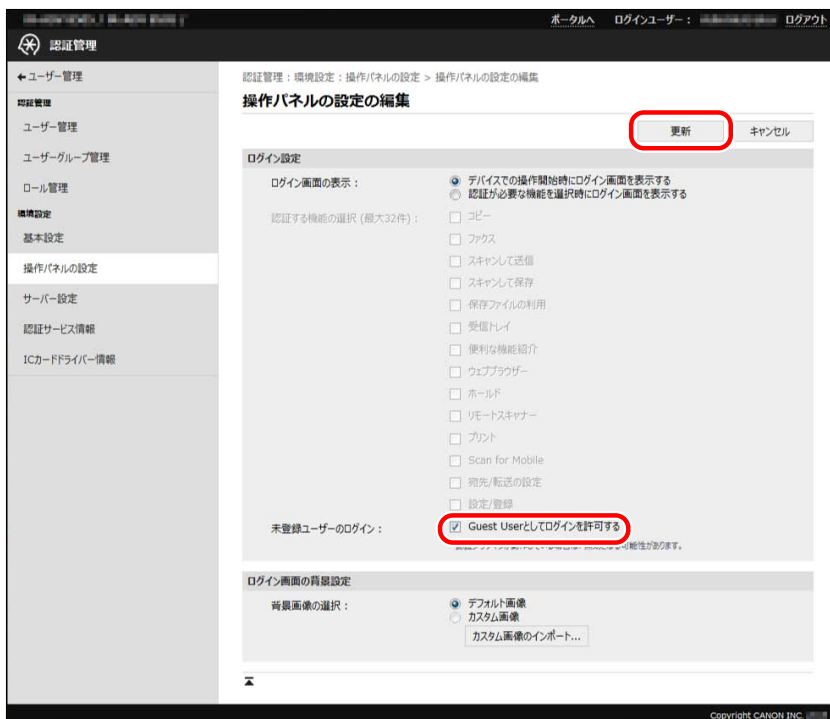 ポータルへ ログインユーザー： ログアウト
認証管理
ユーザー管理
認証管理
ユーザー管理
ユーザーグループ管理
ロール管理
環境設定
基本設定
操作パネルの設定
サーバー設定
認証サービス情報
ICカードドライバー情報
認証管理：環境設定：操作パネルの設定 > 操作パネルの設定の編集
操作パネルの設定の編集
更新 キャンセル
ログイン設定
ログイン画面の表示： デバイスでの操作開始時にログイン画面を表示する
認証が必要な機能を選択時にログイン画面を表示する
認証する機能の選択 (最大32件)： コピー
ファクス
スキャンして送信
スキャンして保存
保存ファイルの利用
受信トレイ
便利な機能紹介
ウェブブラウザー
ホールド
リモートスキャナー
プリント
Scan for Mobile
宛先/転送の設定
設定/登録
未登録ユーザーのログイン： Guest Userとしてログインを許可する
可能性があります。
ログイン画面の背景設定
背景画像の選択： デフォルト画像
カスタム画像
カスタム画像のインポート...
Copyright CANON INC.